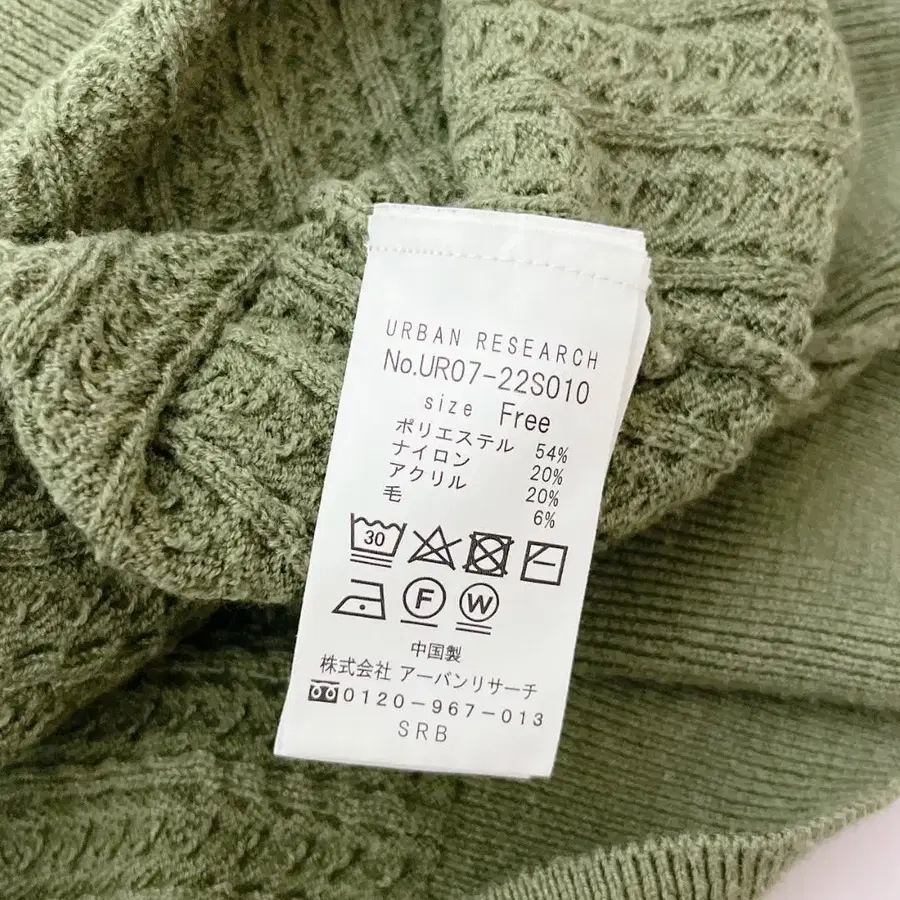 URBAN RESEARCH
No.UR07-22S010
size Free
ポリエステル 54%
ナイロン 20%
アクリル 20%
毛 6%
30
F W
中国製
株式会社 アーバンリサーチ
0120-967-013
SRB